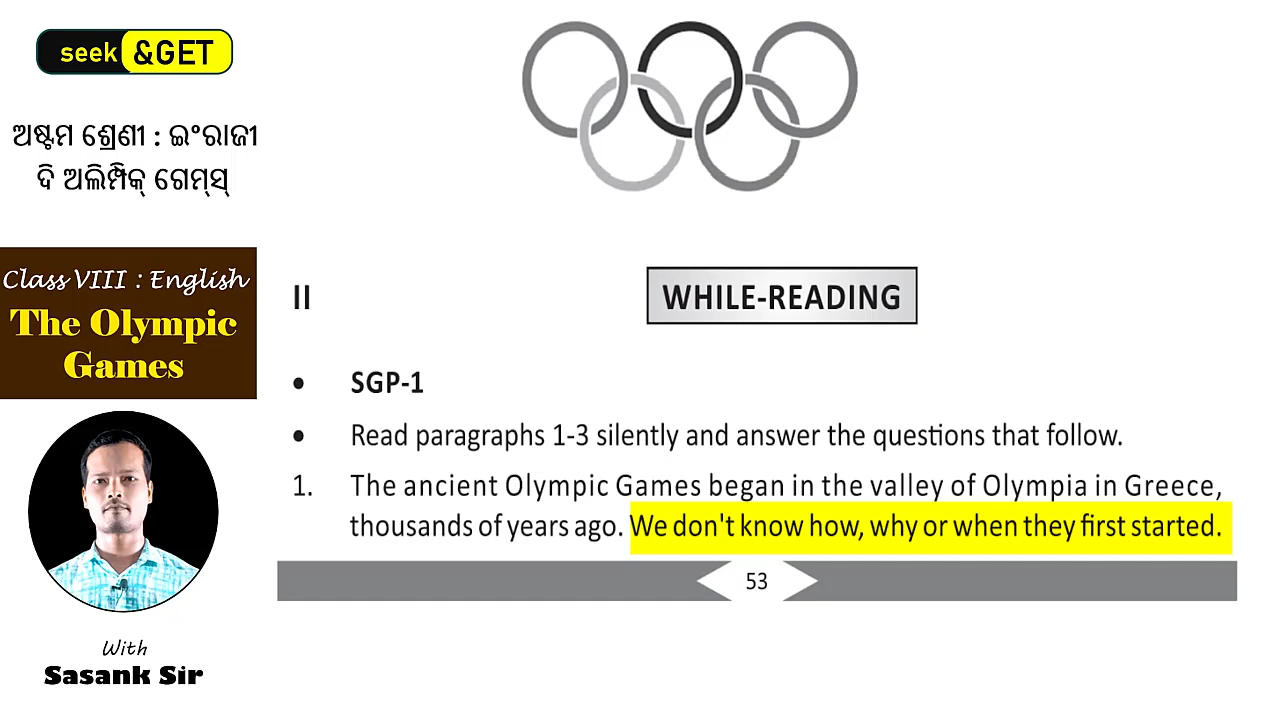 seek &GET
ଅଷ୍ଟମ ଶ୍ରେଣୀ : ଇଂରାଜୀ
ଦି ଅଲିମ୍ପିକ୍ ଗେମ୍‌ସ୍
Class VIII : English
The Olympic
Games
With
Sasank Sir
II
WHILE-READING
• SGP-1
• Read paragraphs 1-3 silently and answer the questions that follow.
1. The ancient Olympic Games began in the valley of Olympia in Greece,
thousands of years ago. We don't know how, why or when they first started.
53